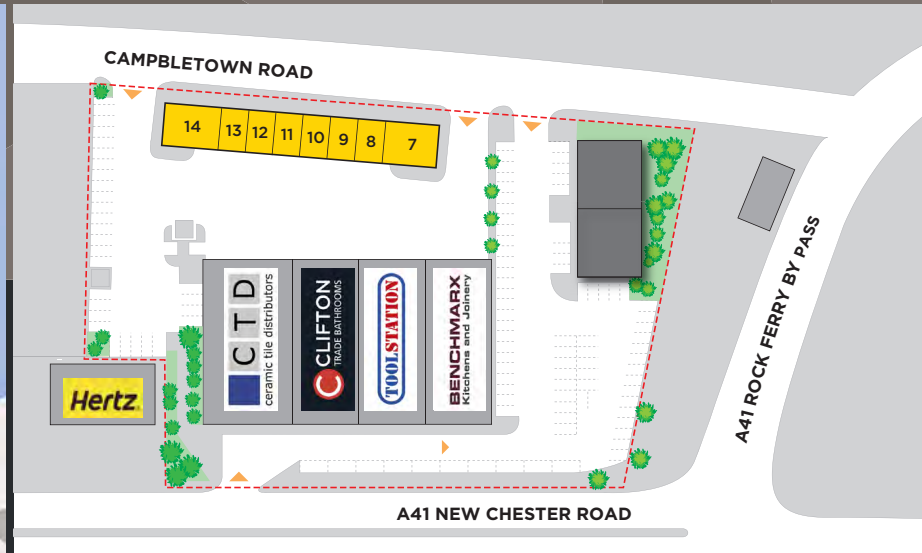 CAMPBLETOWN ROAD
14 13 12 11 10 9 8 7
C T D
ceramic tile distributors
CLIFTON
TRADE BATHROOMS
TOOLSTATION
BENCHMARX
Kitchens and Joinery
Hertz
A41 ROCK FERRY BY PASS
A41 NEW CHESTER ROAD